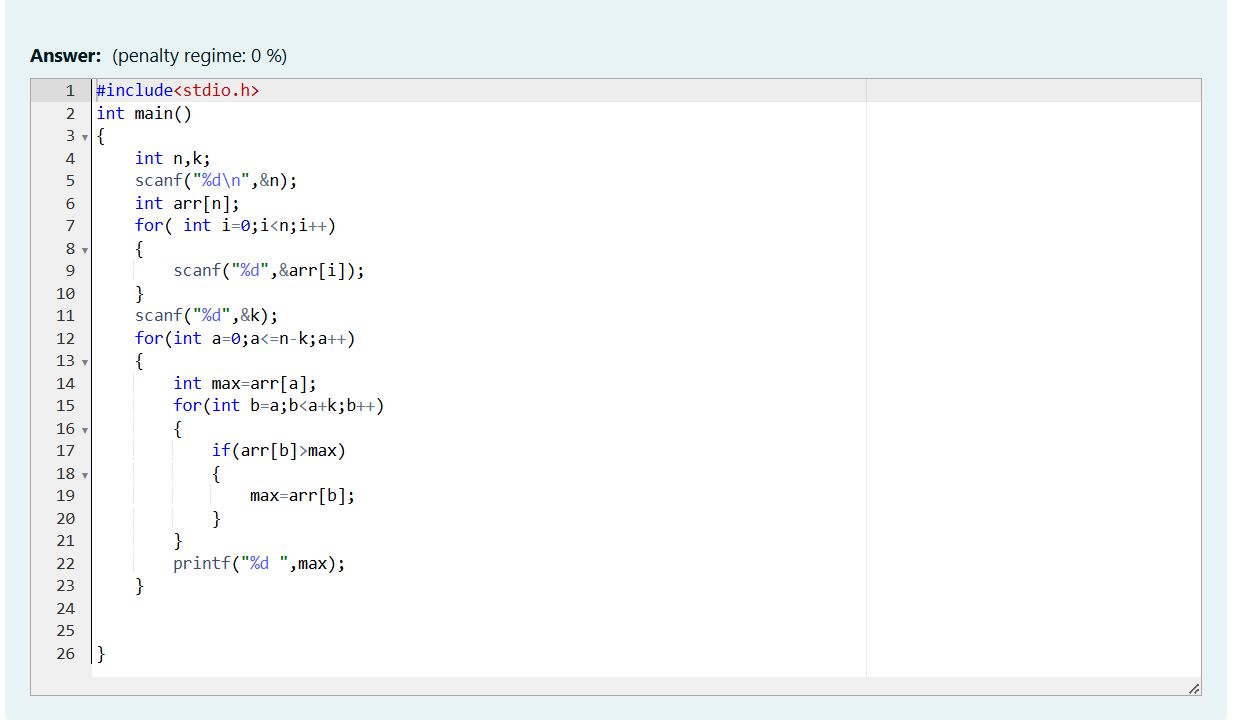 Answer: (penalty regime: 0 %)
1 #include<stdio.h>
2 int main()
3 {
4     int n,k;
5     scanf("%d\n",&n);
6     int arr[n];
7     for( int i=0;i<n;i++)
8     {
9         scanf("%d",&arr[i]);
10     }
11     scanf("%d",&k);
12     for(int a=0;a<=n-k;a++)
13     {
14         int max=arr[a];
15         for(int b=a;b<a+k;b++)
16         {
17             if(arr[b]>max)
18             {
19                 max=arr[b];
20             }
21         }
22         printf("%d ",max);
23     }
24
25
26 }